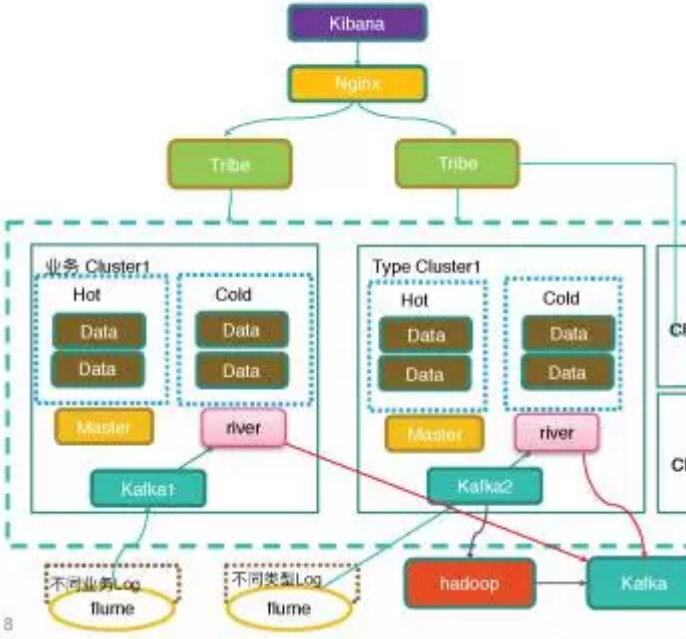 Kibana
Nginx
Tribe
Tribe
业务 Cluster1
Hot
Cold
Data
Data
Data
Data
Master
river
Kafka1
Type Cluster1
Hot
Cold
Data
Data
Data
Data
Master
river
Kafka2
不同业务Log
flume
不同类型Log
flume
hadoop
Kafka
8